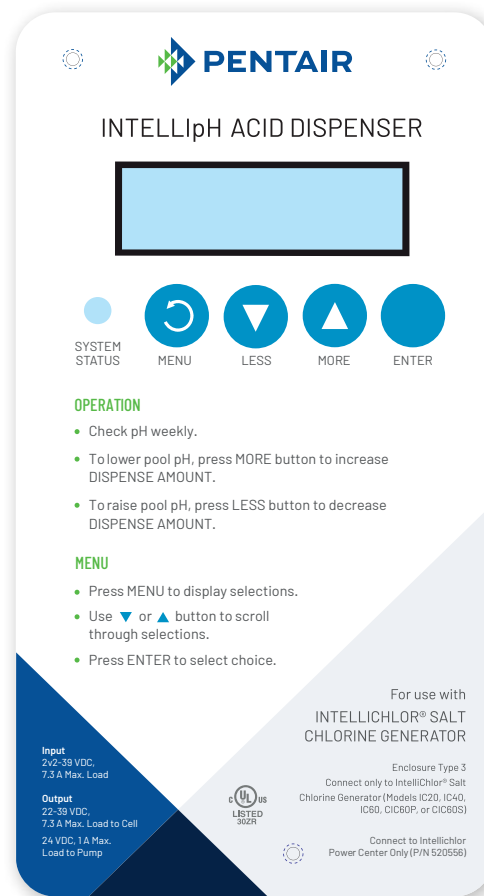 PENTAIR
INTELLIpH ACID DISPENSER
SYSTEM
STATUS
MENU
LESS
MORE
ENTER
OPERATION
• Check pH weekly.
• To lower pool pH, press MORE button to increase
DISPENSE AMOUNT.
• To raise pool pH, press LESS button to decrease
DISPENSE AMOUNT.
MENU
• Press MENU to display selections.
• Use ▼ or ▲ button to scroll
through selections.
• Press ENTER to select choice.
Input
2v2-39 VDC,
7.3 A Max. Load
Output
22-39 VDC,
7.3 A Max. Load to Cell
24 VDC, 1 A Max.
Load to Pump
C UL US
LISTED
30ZR
For use with
INTELLICHLOR® SALT
CHLORINE GENERATOR
Enclosure Type 3
Connect only to IntelliChlor® Salt
Chlorine Generator (Models IC20, IC40,
IC60, CIC60P, or CIC60S)
Connect to Intellichlor
Power Center Only (P/N 520556)